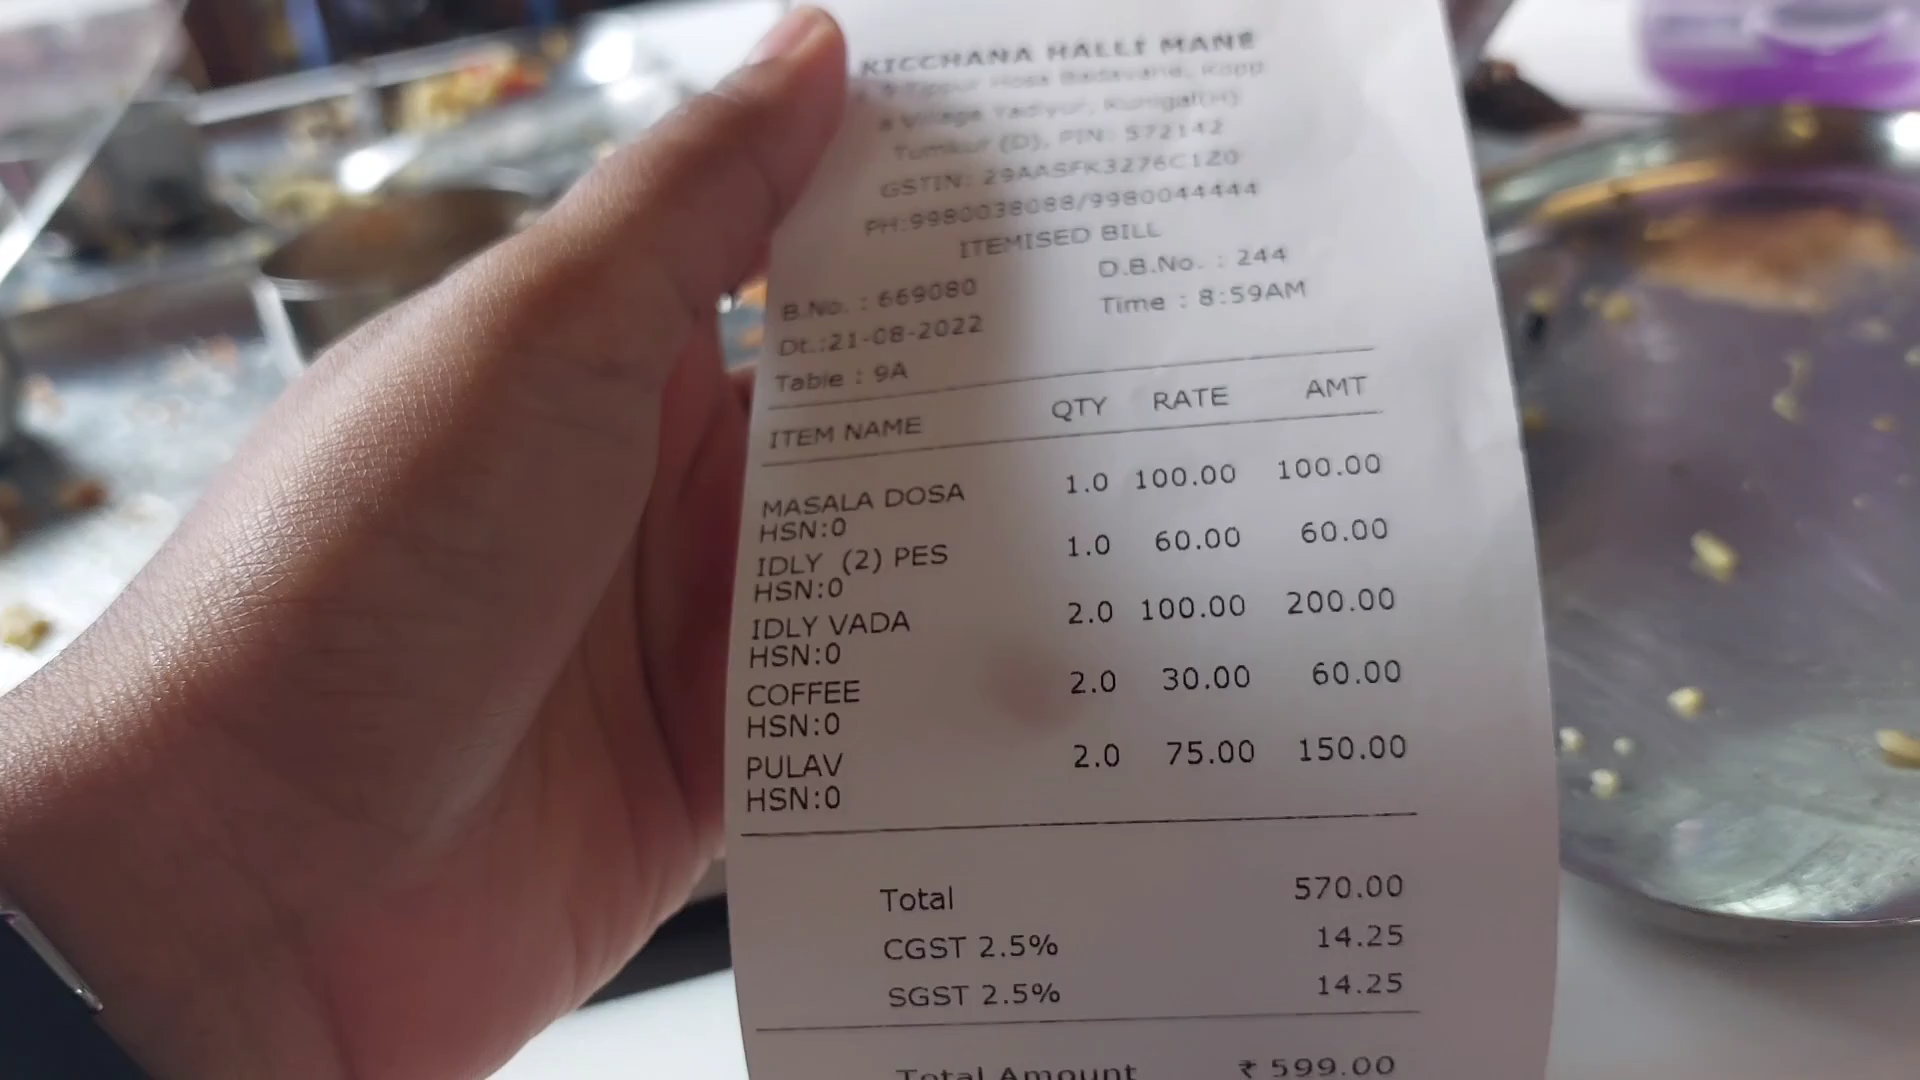 KICCHANA HALLI MANE
Tippur Hosa Badavane, Kopp
a Village Yadiyur, Kunigal(H)
Tumkur (D), PIN: 572142
GSTIN: 29AASFK3276C1Z0
PH:9980038088/9980044444
ITEMISED BILL
B.No. : 669080 D.B.No. : 244
Dt.:21-08-2022 Time : 8:59AM
Table : 9A
ITEM NAME QTY RATE AMT
MASALA DOSA 1.0 100.00 100.00
HSN:0
IDLY (2) PES 1.0 60.00 60.00
HSN:0
IDLY VADA 2.0 100.00 200.00
HSN:0
COFFEE 2.0 30.00 60.00
HSN:0
PULAV 2.0 75.00 150.00
HSN:0
Total 570.00
CGST 2.5% 14.25
SGST 2.5% 14.25
Total Amount ₹ 599.00